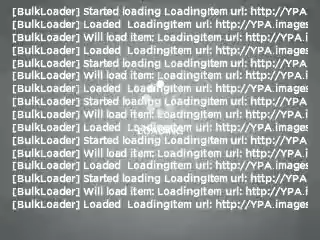 [BulkLoader] Started loading LoadingItem url: http://YPA
[BulkLoader] Loaded LoadingItem url: http://YPA.images
[BulkLoader] Will load item: LoadingItem url: http://YPA.i
[BulkLoader] Loaded LoadingItem url: http://YPA.images
[BulkLoader] Started loading LoadingItem url: http://YPA
[BulkLoader] Will load item: LoadingItem url: http://YPA.i
[BulkLoader] Loaded LoadingItem url: http://YPA.images
[BulkLoader] Started loading LoadingItem url: http://YPA
[BulkLoader] Will load item: LoadingItem url: http://YPA.i
[BulkLoader] Loaded LoadingItem url: http://YPA.images
LOADING
[BulkLoader] Started loading LoadingItem url: http://YPA
[BulkLoader] Will load item: LoadingItem url: http://YPA.i
[BulkLoader] Loaded LoadingItem url: http://YPA.images
[BulkLoader] Started loading LoadingItem url: http://YPA
[BulkLoader] Will load item: LoadingItem url: http://YPA.i
[BulkLoader] Loaded LoadingItem url: http://YPA.images